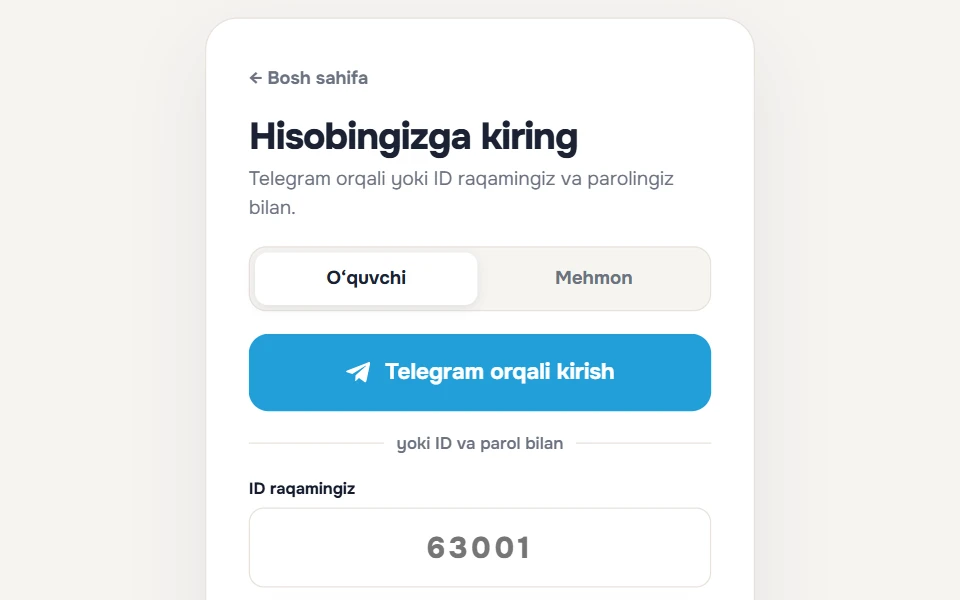 ← Bosh sahifa
Hisobingizga kiring
Telegram orqali yoki ID raqamingiz va parolingiz
bilan.
Oʻquvchi
Mehmon
Telegram orqali kirish
yoki ID va parol bilan
ID raqamingiz
63001